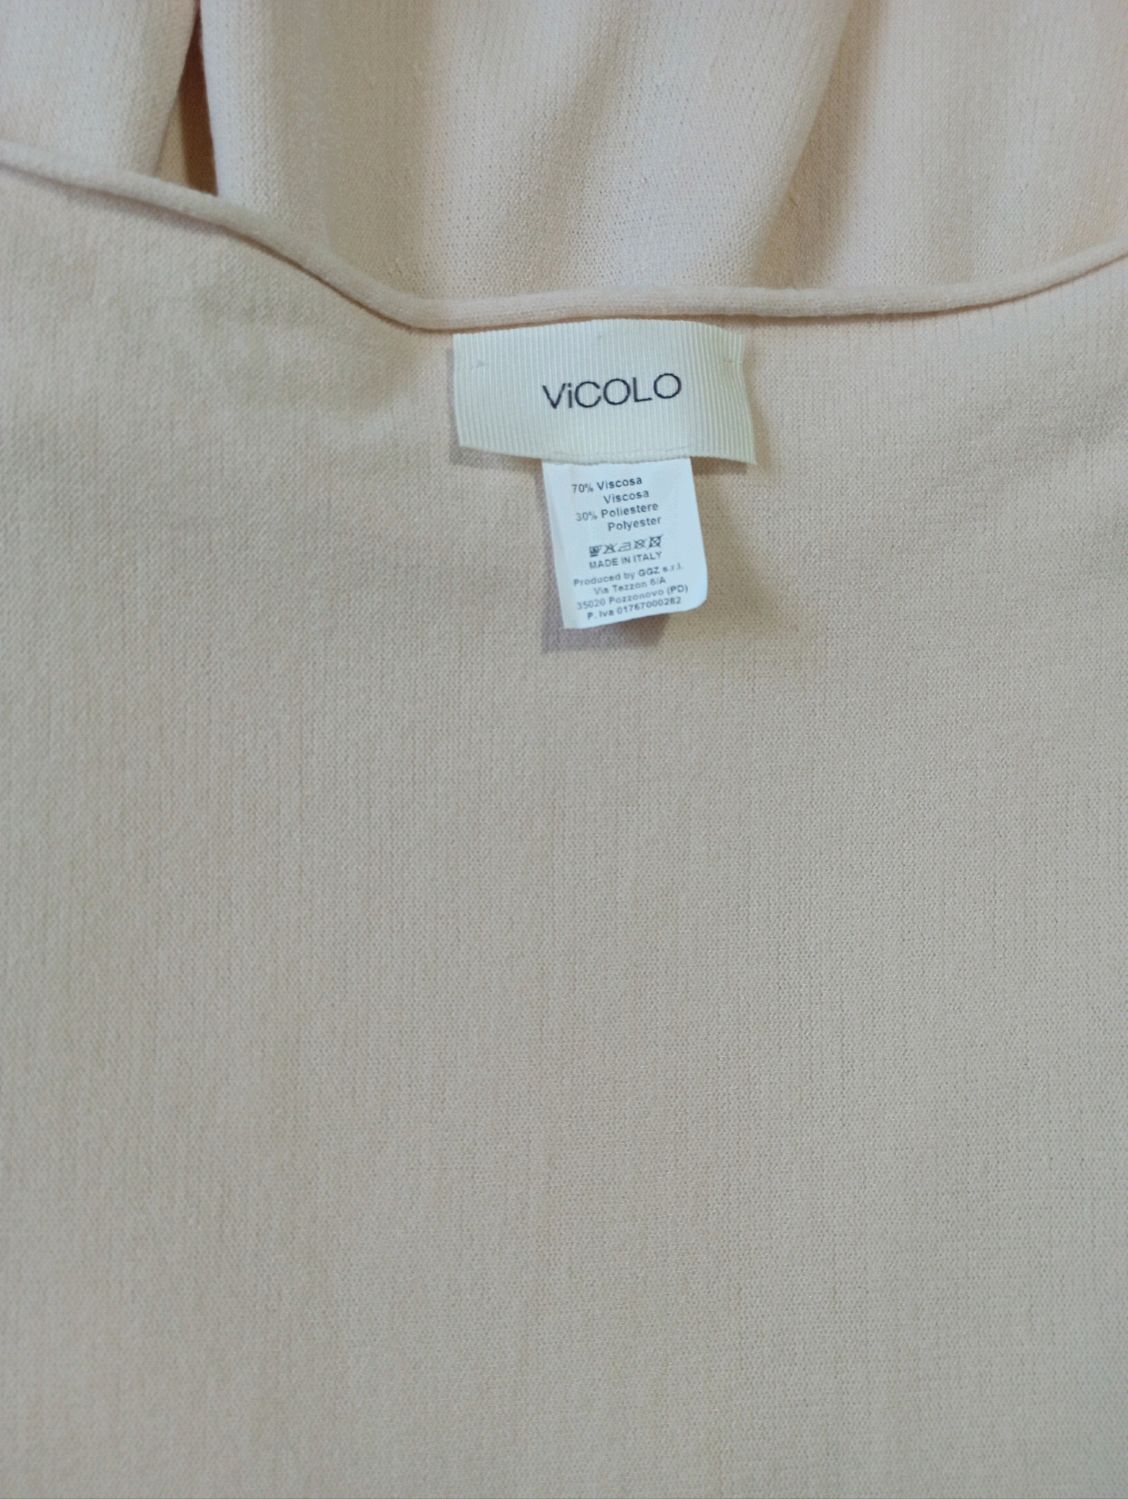 ViCOLO
70% Viscosa
Viscosa
30% Poliestere
Polyester
MADE IN ITALY
Produced by GGZ s.r.l.
Via Tezzon 6/A
35020 Pozzonovo (PD)
P. Iva 01767000282